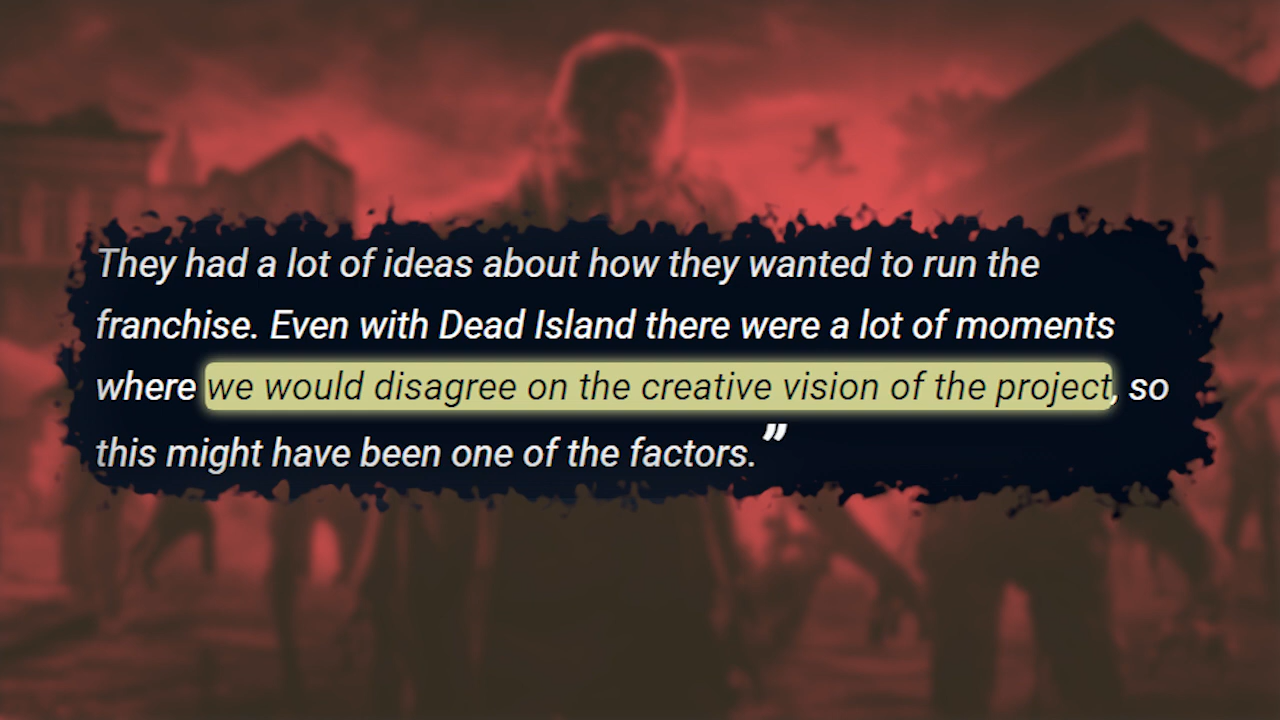 They had a lot of ideas about how they wanted to run the
franchise. Even with Dead Island there were a lot of moments
where we would disagree on the creative vision of the project, so
this might have been one of the factors.”